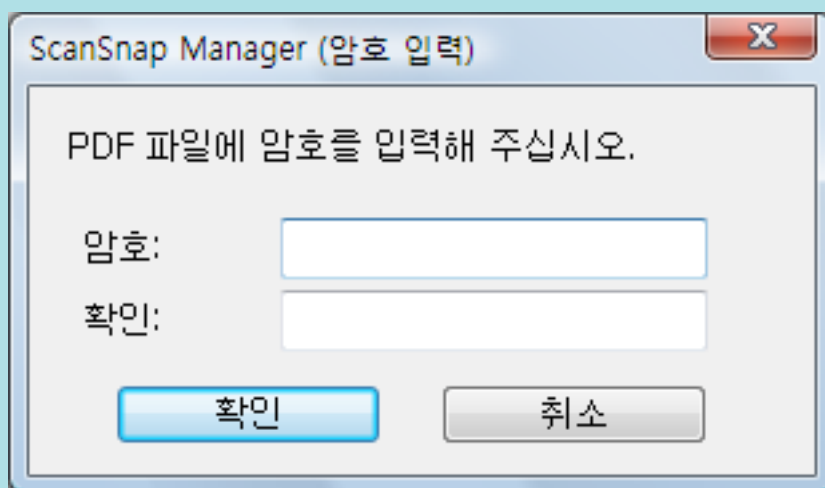 ScanSnap Manager (암호 입력)
PDF 파일에 암호를 입력해 주십시오.
암호:
확인:
확인 취소